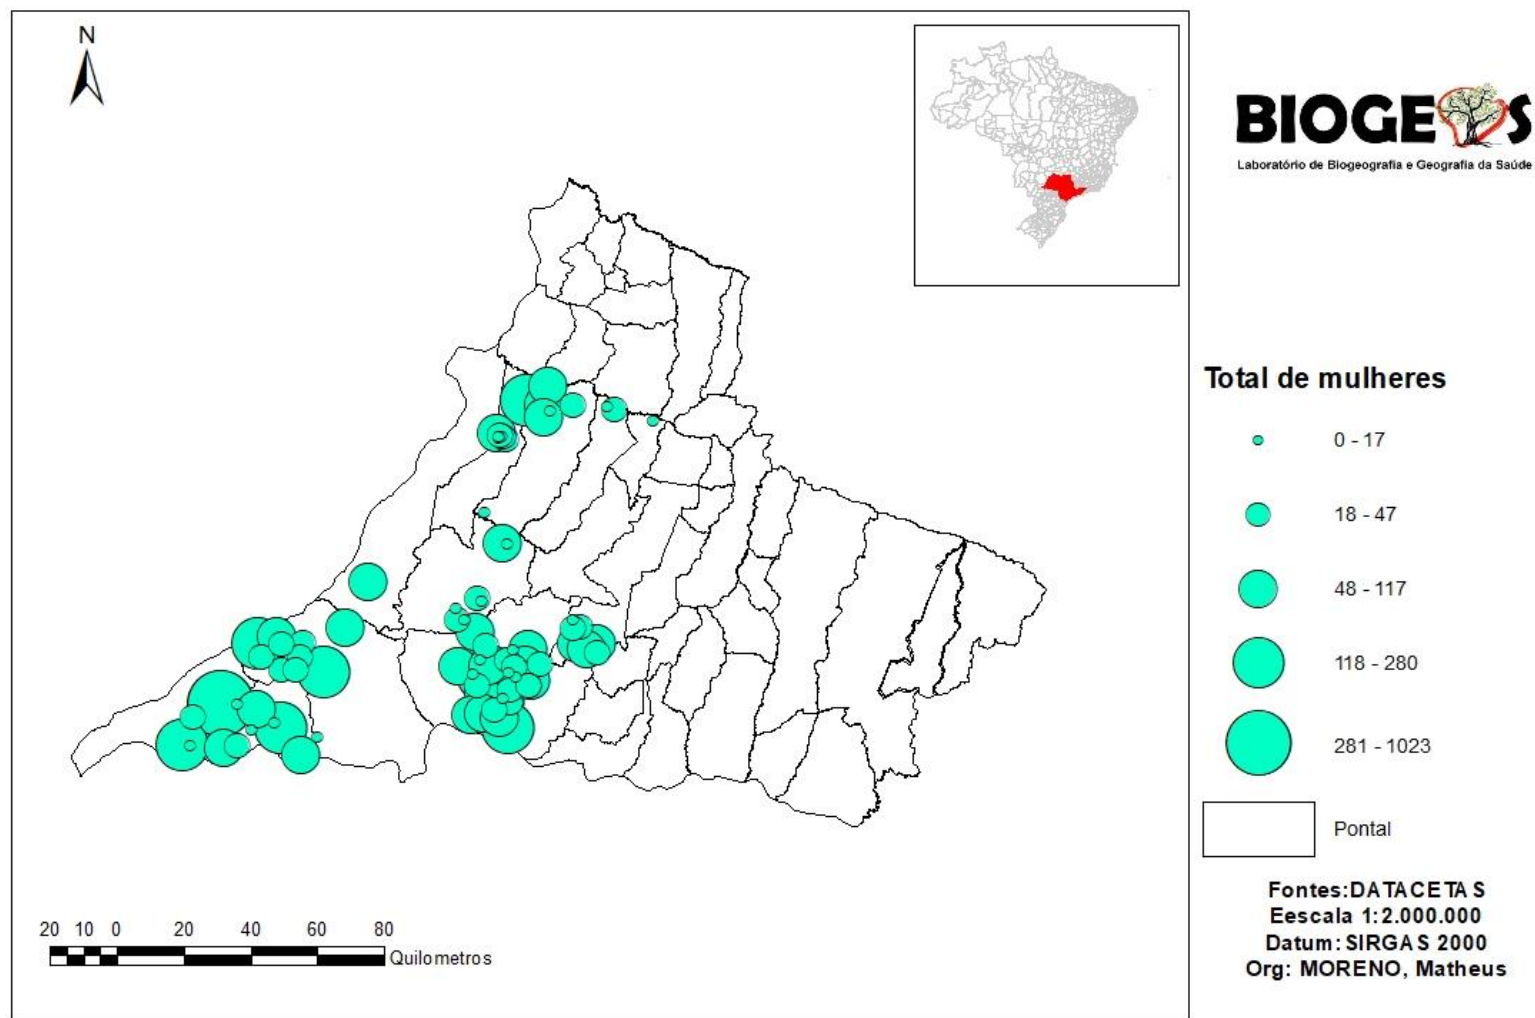 N
BIOGEOS
Laboratório de Biogeografia e Geografia da Saúde
Total de mulheres
0 - 17
18 - 47
48 - 117
118 - 280
281 - 1023
Pontal
Fontes:DATACETAS
Eescala 1:2.000.000
Datum: SIRGAS 2000
Org: MORENO, Matheus
20 10 0 20 40 60 80
Quilometros